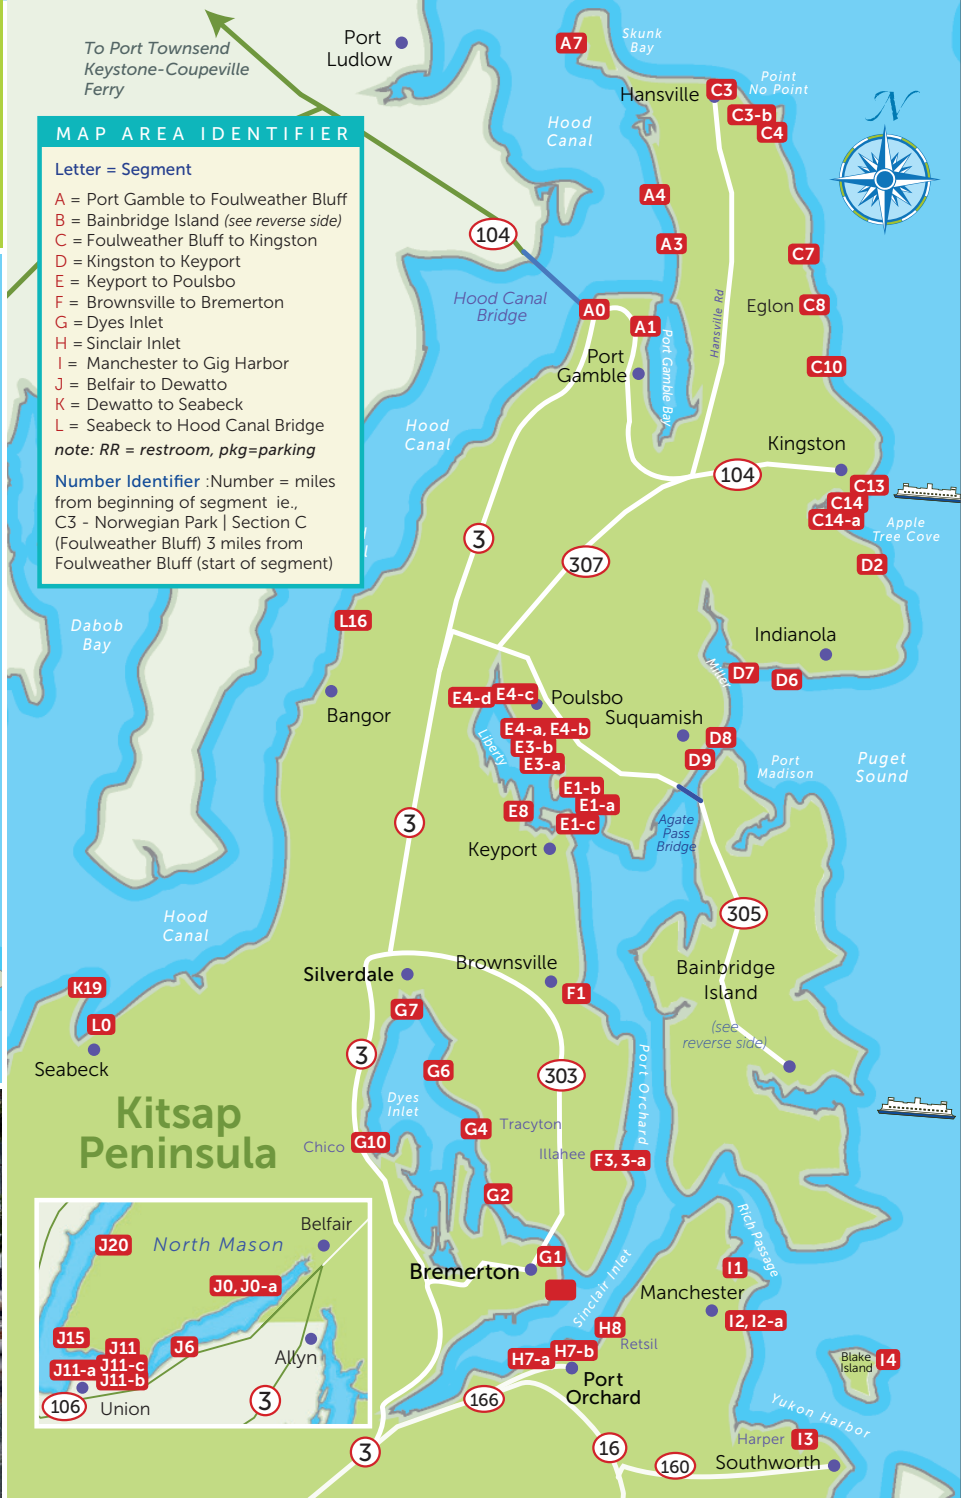 To Port Townsend
Keystone-Coupeville
Ferry
Port
Ludlow
A7
Skunk
Bay
Hansville
C3
Point
No Point
C3-b
C4
Hood
Canal
N
MAP AREA IDENTIFIER
Letter = Segment
A = Port Gamble to Foulweather Bluff
B = Bainbridge Island (see reverse side)
C = Foulweather Bluff to Kingston
D = Kingston to Keyport
E = Keyport to Poulsbo
F = Brownsville to Bremerton
G = Dyes Inlet
H = Sinclair Inlet
I = Manchester to Gig Harbor
J = Belfair to Dewatto
K = Dewatto to Seabeck
L = Seabeck to Hood Canal Bridge
note: RR = restroom, pkg=parking
Number Identifier :Number = miles
from beginning of segment ie.,
C3 - Norwegian Park | Section C
(Foulweather Bluff) 3 miles from
Foulweather Bluff (start of segment)
A4
104
A3
C7
Hood Canal
Bridge
A0
A1
Hansville Rd
Eglon
C8
Port
Gamble
Port Gamble Bay
C10
Hood
Canal
Kingston
104
C13
C14
C14-a
Apple
Tree Cove
3
307
D2
L16
Dabob
Bay
Indianola
Miller
D7
D6
Bangor
E4-d
E4-c
Poulsbo
Suquamish
E4-a, E4-b
Liberty
E3-b
E3-a
D8
D9
Port
Madison
Puget
Sound
E1-b
E1-a
E8
E1-c
3
Agate
Pass
Bridge
Keyport
305
Hood
Canal
Bainbridge
Island
(see
reverse side)
Silverdale
Brownsville
F1
K19
L0
Seabeck
G7
3
G6
303
Port Orchard
Dyes
Inlet
Kitsap
Peninsula
Chico
G10
G4
Tracyton
Illahee
F3, 3-a
G2
Rich Passage
Belfair
J20
North Mason
J0, J0-a
J15
J11
J6
J11-a
J11-c
J11-b
Allyn
106
Union
3
G1
Bremerton
Sinclair Inlet
I1
Manchester
I2, I2-a
H8
Retsil
H7-a
H7-b
Port
Orchard
Blake
Island
I4
166
Yukon Harbor
3
16
Harper
I3
160
Southworth